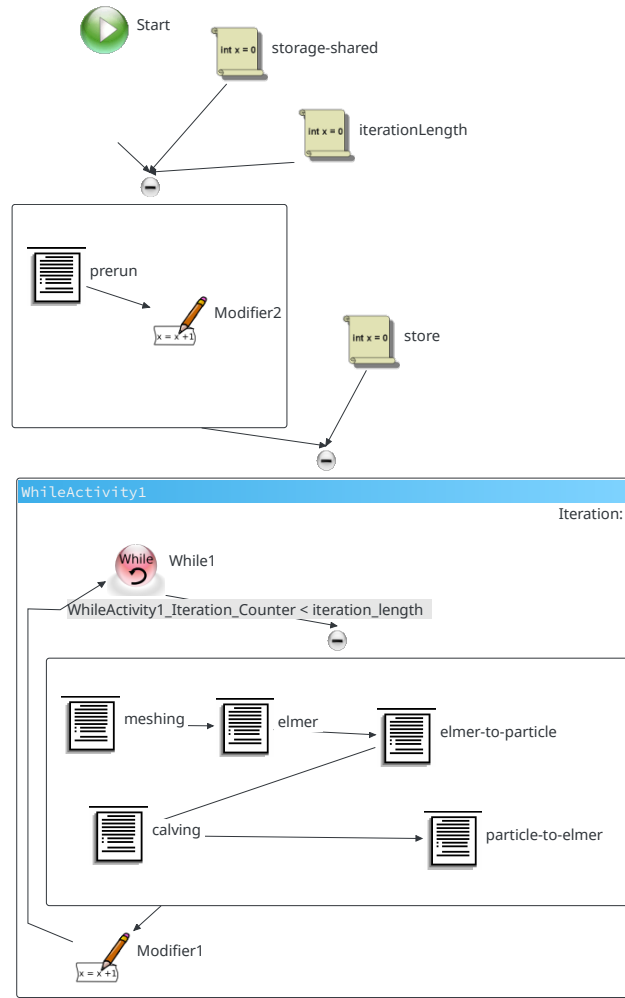 Start
int x = 0
storage-shared
int x = 0
iterationLength
prerun
Modifier2
x = x +1
int x = 0
store
WhileActivity1
Iteration:
While
While1
WhileActivity1_Iteration_Counter < iteration_length
meshing
elmer
elmer-to-particle
calving
particle-to-elmer
Modifier1
x = x +1